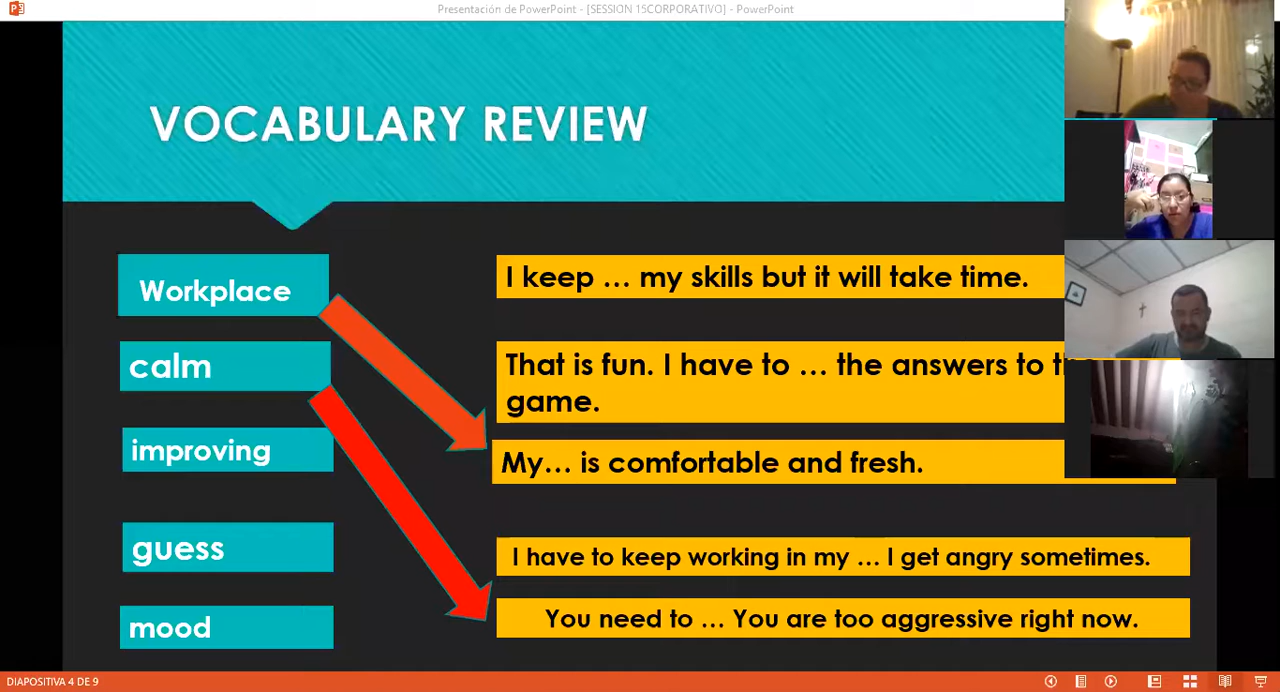 Presentación de PowerPoint - [SESSION 15CORPORATIVO] - PowerPoint
VOCABULARY REVIEW
Workplace
calm
improving
guess
mood
I keep … my skills but it will take time.
That is fun. I have to … the answers to
game.
My… is comfortable and fresh.
I have to keep working in my … I get angry sometimes.
You need to … You are too aggressive right now.
DIAPOSITIVA 4 DE 9